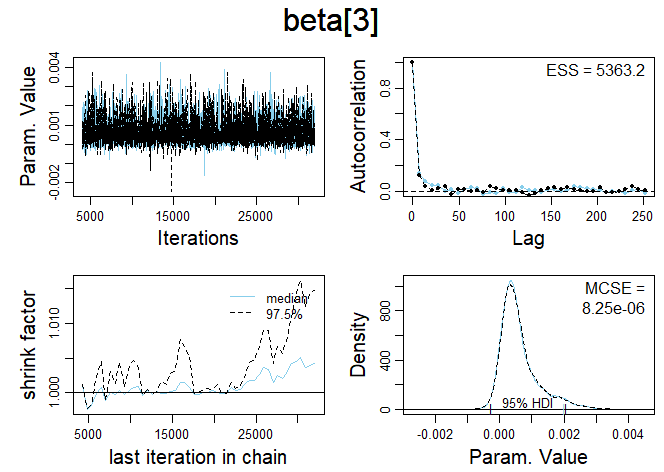 beta[3]
Param. Value
0.004
0.001
-0.002
5000
15000
25000
Iterations
Autocorrelation
0.8
0.4
0.0
ESS = 5363.2
0
50
100
150
200
250
Lag
shrink factor
1.010
1.000
median
97.5%
5000
15000
25000
last iteration in chain
Density
800
400
0
MCSE =
8.25e-06
95% HDI
-0.002
0.000
0.002
0.004
Param. Value